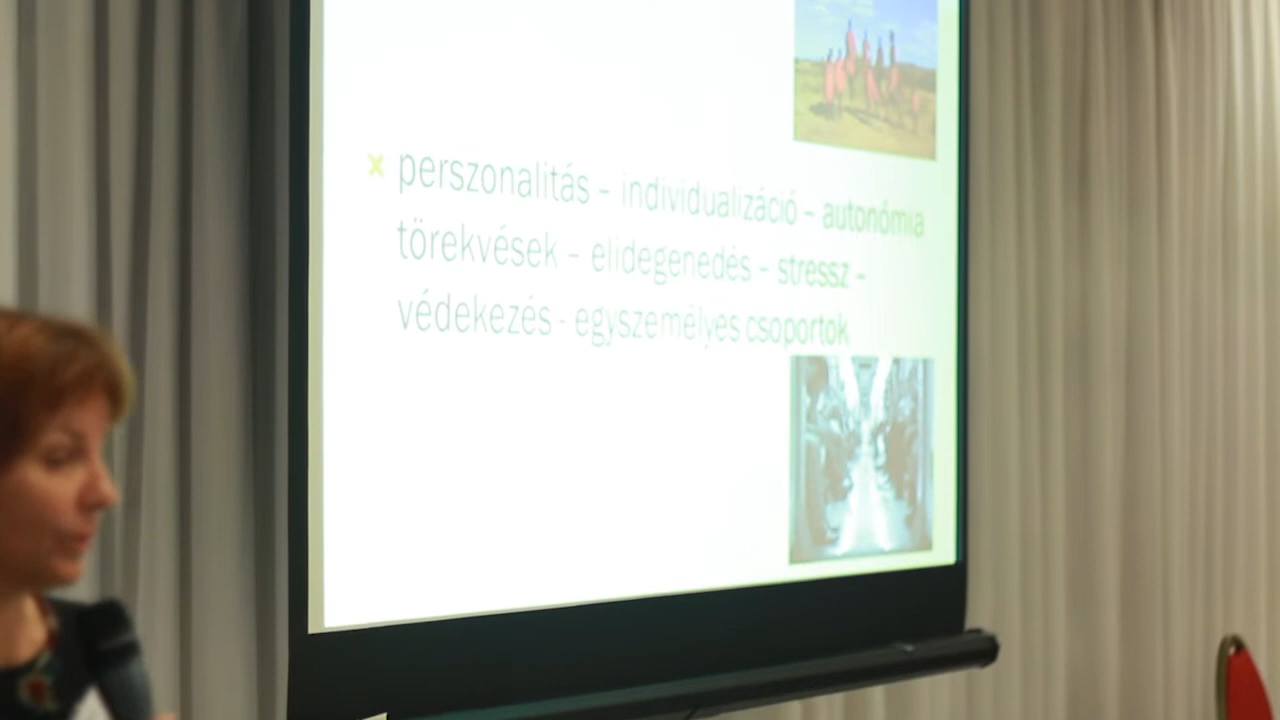 perszonalitás – individualizáció – autonómia
törekvések – elidegenedés – stressz –
védekezés - egyszemélyes csoportok